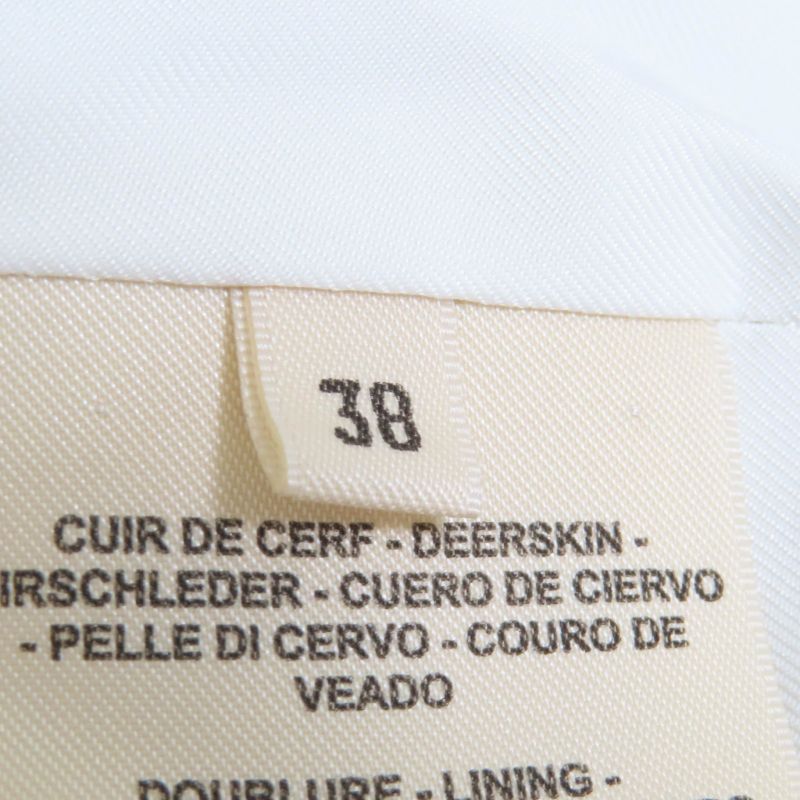 38
CUIR DE CERF - DEERSKIN -
IRSCHLEDER - CUERO DE CIERVO
- PELLE DI CERVO - COURO DE
VEADO
DOUBLURE - LINING -